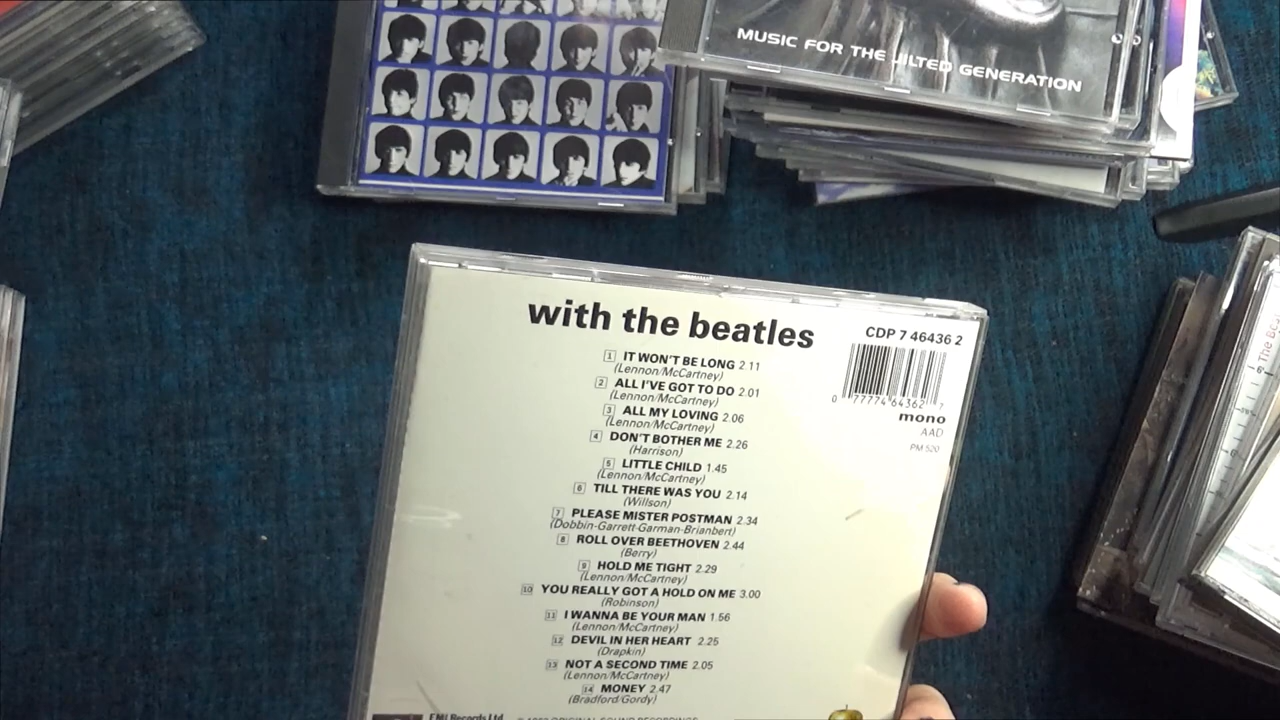 MUSIC FOR THE JILTED GENERATION
with the beatles
CDP 7 46436 2
0 77774 64362 7
mono
AAD
PM 520
1 IT WON'T BE LONG 2.11
(Lennon/McCartney)
2 ALL I'VE GOT TO DO 2.01
(Lennon/McCartney)
3 ALL MY LOVING 2.06
(Lennon/McCartney)
4 DON'T BOTHER ME 2.26
(Harrison)
5 LITTLE CHILD 1.45
(Lennon/McCartney)
6 TILL THERE WAS YOU 2.14
(Willson)
7 PLEASE MISTER POSTMAN 2.34
(Dobbin-Garrett-Garman-Brianbert)
8 ROLL OVER BEETHOVEN 2.44
(Berry)
9 HOLD ME TIGHT 2.29
(Lennon/McCartney)
10 YOU REALLY GOT A HOLD ON ME 3.00
(Robinson)
11 I WANNA BE YOUR MAN 1.56
(Lennon/McCartney)
12 DEVIL IN HER HEART 2.25
(Drapkin)
13 NOT A SECOND TIME 2.05
(Lennon/McCartney)
14 MONEY 2.47
(Bradford/Gordy)
EMI Records Ltd
ORIGINAL SOUND RECORDINGS
The